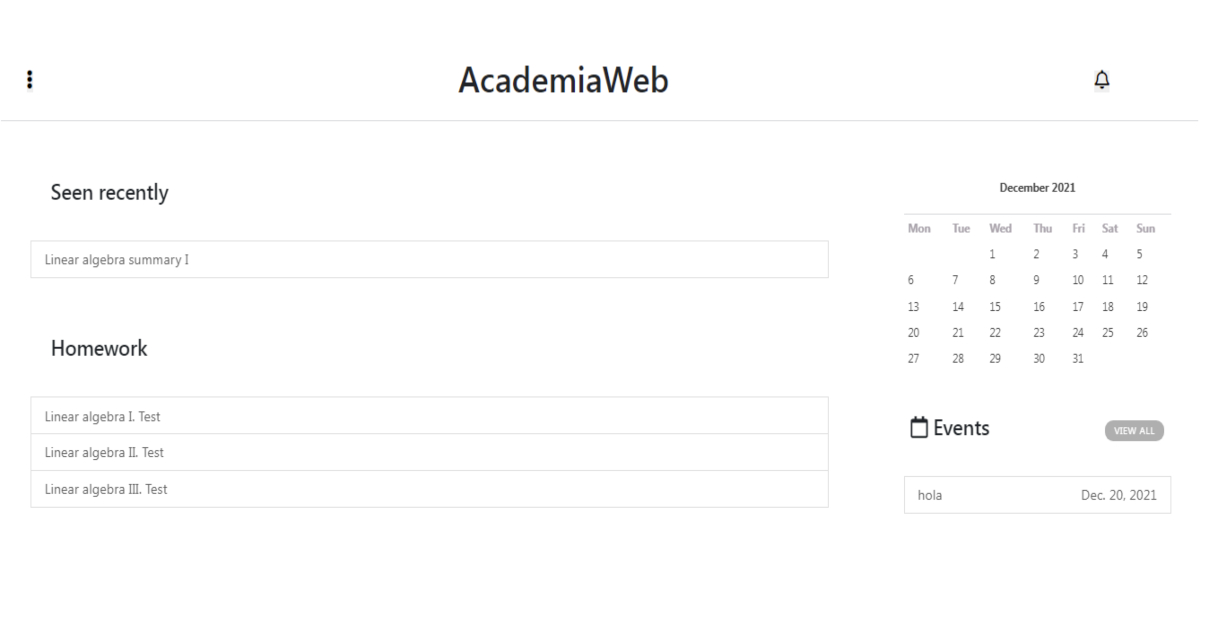 AcademiaWeb
Seen recently
Linear algebra summary I
Homework
Linear algebra I. Test
Linear algebra II. Test
Linear algebra III. Test
December 2021
Mon Tue Wed Thu Fri Sat Sun
1 2 3 4 5
6 7 8 9 10 11 12
13 14 15 16 17 18 19
20 21 22 23 24 25 26
27 28 29 30 31
Events
VIEW ALL
hola Dec. 20, 2021